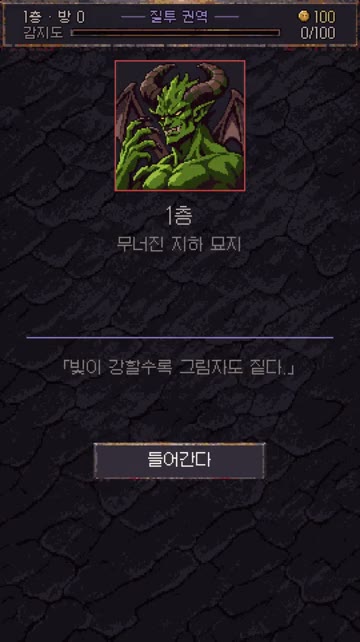 1층 · 방 0 — 질투 권역 — 100
감지도 0/100
1층
무너진 지하 묘지
「빛이 강할수록 그림자도 짙다.」
들어간다